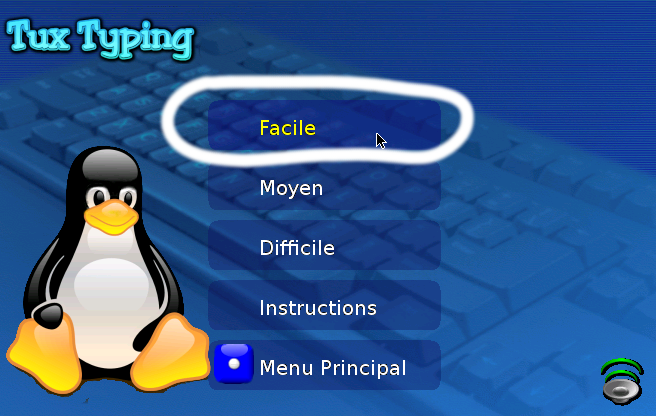 Tux Typing
Facile
Moyen
Difficile
Instructions
Menu Principal